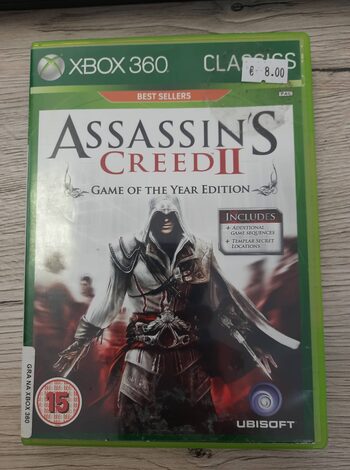 XBOX 360
CLASSICS
€ 8.00
BEST SELLERS
PAL
ASSASSIN'S
CREED II
GAME OF THE YEAR EDITION
INCLUDES
+ ADDITIONAL
GAME SEQUENCES
+ TEMPLAR SECRET
LOCATIONS
GRA NA XBOX 360
15
UBISOFT